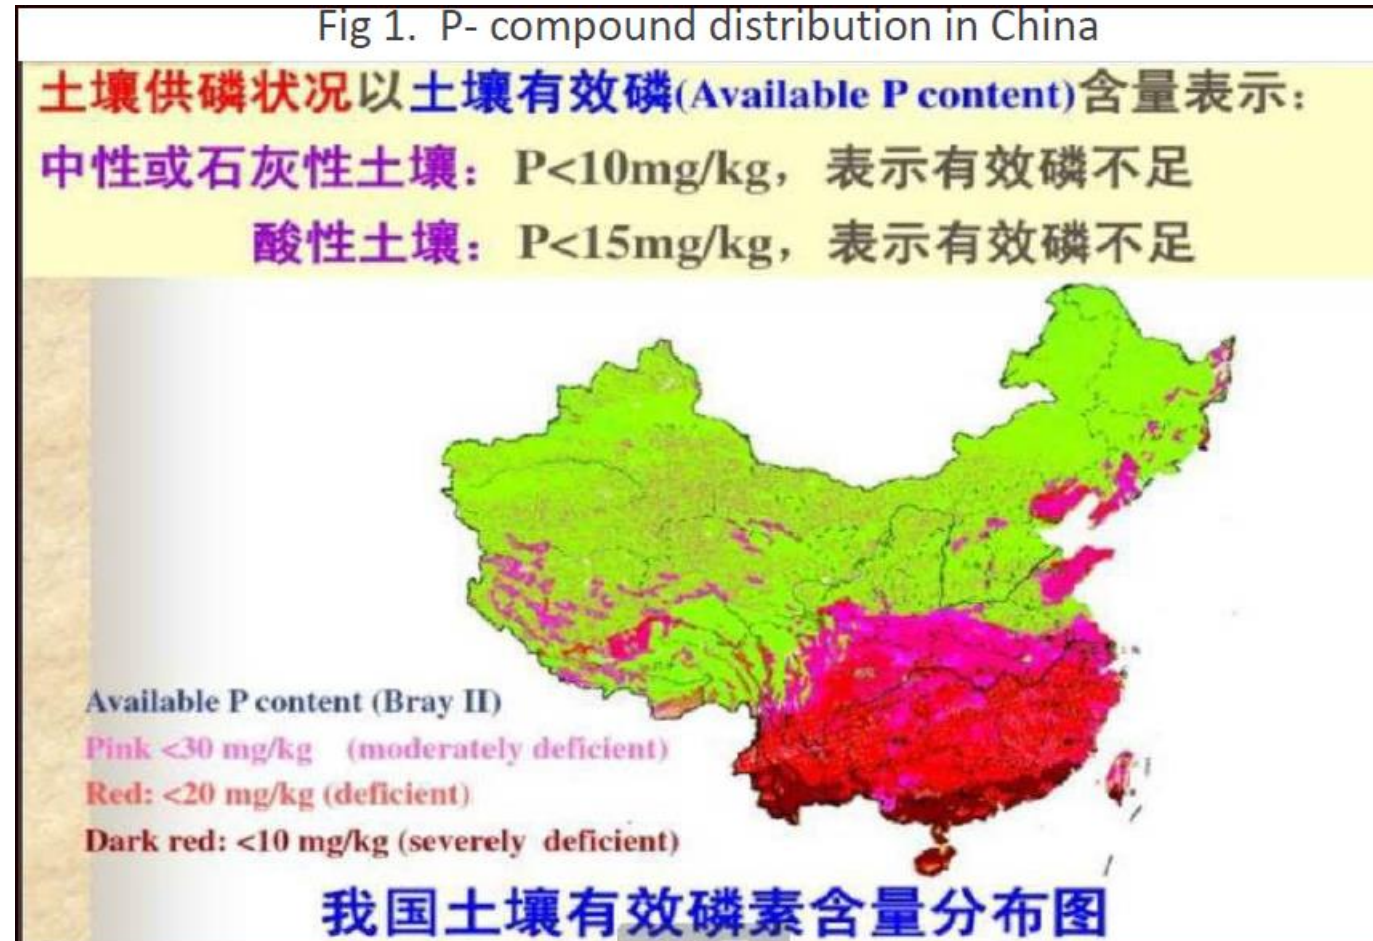 Fig 1. P- compound distribution in China
土壤供磷状况以土壤有效磷(Available P content)含量表示：
中性或石灰性土壤：P<10mg/kg，表示有效磷不足
酸性土壤：P<15mg/kg，表示有效磷不足
Available P content (Bray II)
Pink <30 mg/kg (moderately deficient)
Red: <20 mg/kg (deficient)
Dark red: <10 mg/kg (severely deficient)
我国土壤有效磷素含量分布图